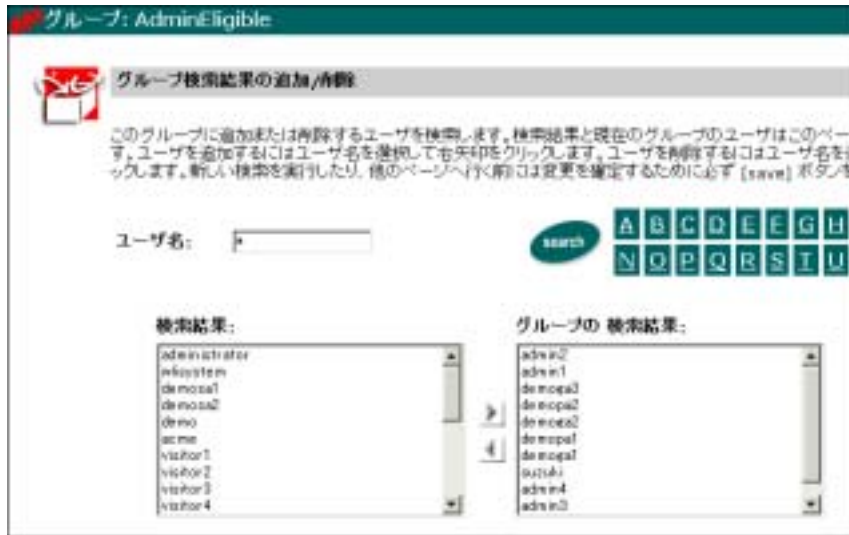 グループ: AdminEligible
グループ検索結果の追加/削除
このグループに追加または削除するユーザを検索します。検索結果と現在のグループのユーザはこのペー
す。ユーザを追加するにはユーザ名を選択して右矢印をクリックします。ユーザを削除するにはユーザ名を
ックします。新しい検索を実行したり、他のページへ行く前には変更を確定するために必ず [save] ボタンを
ユーザ名:
search
A B C D E F G H
N O P Q R S T U
検索結果:
administrator
wlisystem
demosa1
demosa2
demo
acme
visitor1
visitor2
visitor3
visitor4
グループの 検索結果:
admin2
admin1
demoga3
demopa2
demoga2
demopa1
demoga1
suzuki
admin4
admin3